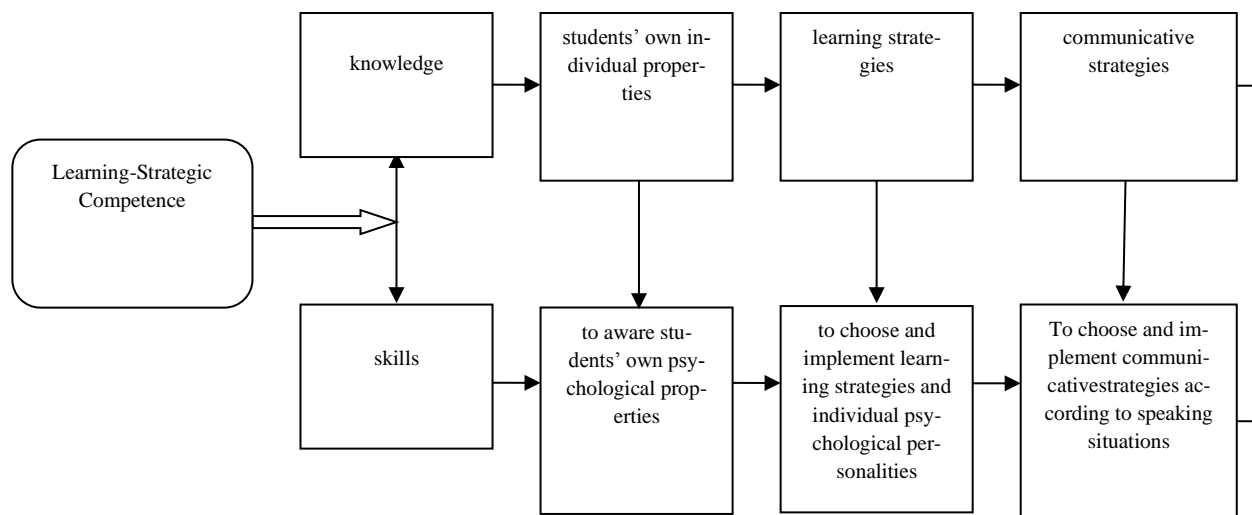 knowledge
students’ own in-
dividual proper-
ties
learning strate-
gies
communicative
strategies
Learning-Strategic
Competence
skills
to aware stu-
dents’ own psy-
chological prop-
erties
to choose and
implement learn-
ing strategies and
individual psy-
chological per-
sonalities
To choose and im-
plement communi-
cativestrategies ac-
cording to speaking
situations